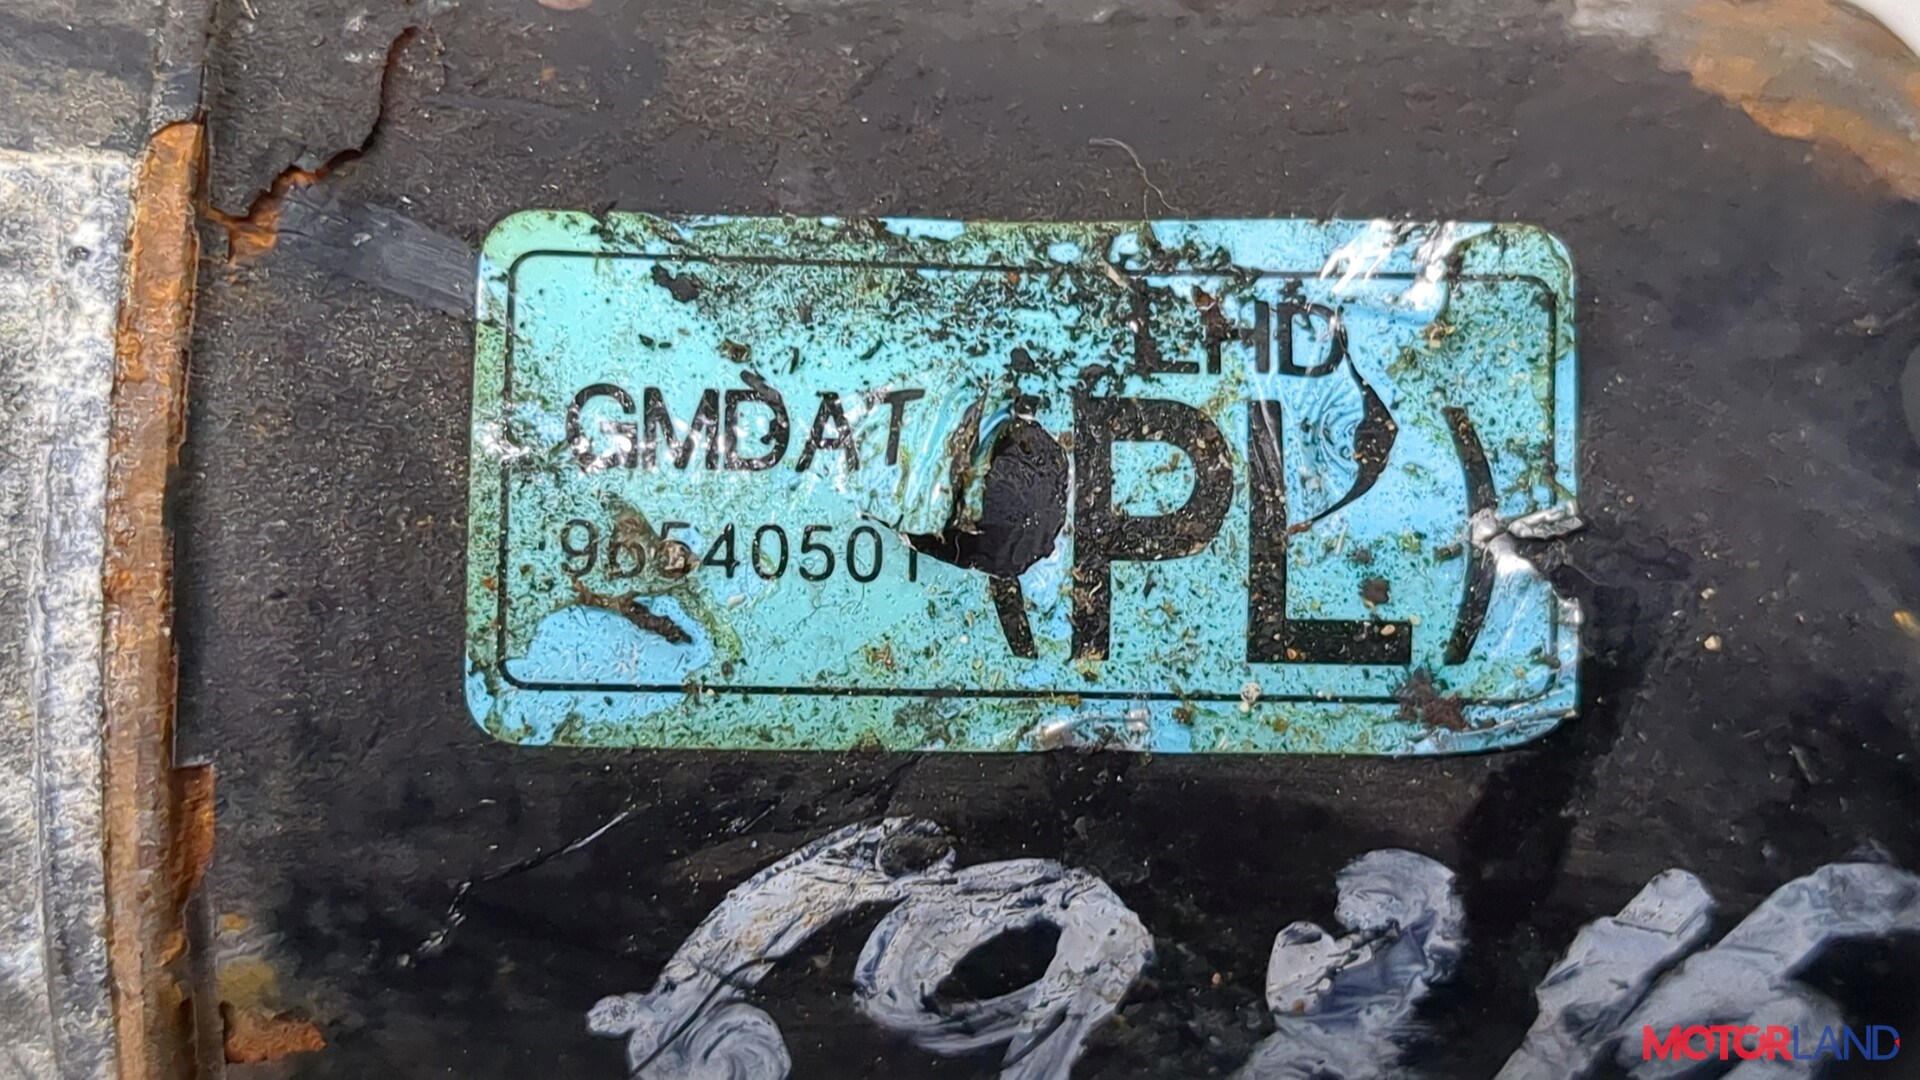 LHD
GMDAT
(PL)
96540501
MOTORLAND